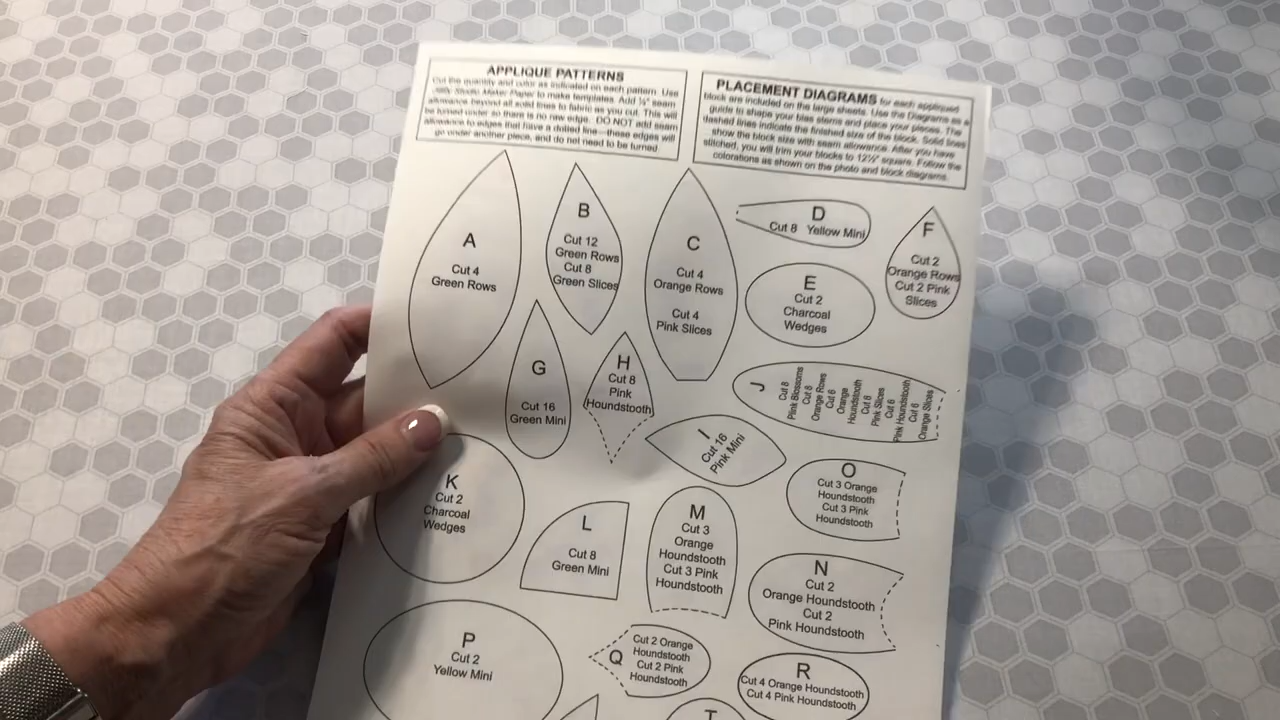 APPLIQUE PATTERNS
Cut the quantity and color as indicated on each pattern. Use
Studio Maker Paper to make templates. Add ¼" seam
allowance beyond all solid lines to fabric as you cut. This will
be turned under so there is no raw edge. DO NOT add seam
allowance to edges that have a dotted line—these edges will
go under another piece, and do not need to be turned.
PLACEMENT DIAGRAMS for each appliqued
block are included on the large sheets. Use the Diagrams as a
guide to shape your bias stems and place your pieces. The
dashed lines indicate the finished size of the block. Solid lines
show the block size with seam allowance. After you have
stitched, you will trim your blocks to 12½" square. Follow the
colorations as shown on the photo and block diagrams.
A
Cut 4
Green Rows
B
Cut 12
Green Rows
Cut 8
Green Slices
C
Cut 4
Orange Rows
Cut 4
Pink Slices
D
Cut 8 Yellow Mini
E
Cut 2
Charcoal
Wedges
F
Cut 2
Orange Rows
Cut 2 Pink
Slices
G
Cut 16
Green Mini
H
Cut 8
Pink
Houndstooth
I
Cut 16
Pink Mini
J
Cut 8
Pink Blossoms
Cut 8
Orange Rows
Cut 6
Orange
Houndstooth
Cut 8
Pink Slices
Cut 6
Pink Houndstooth
Cut 6
Orange Slices
K
Cut 2
Charcoal
Wedges
L
Cut 8
Green Mini
M
Cut 3
Orange
Houndstooth
Cut 3 Pink
Houndstooth
O
Cut 3 Orange
Houndstooth
Cut 3 Pink
Houndstooth
N
Cut 2
Orange Houndstooth
Cut 2
Pink Houndstooth
P
Cut 2
Yellow Mini
Q
Cut 2 Orange
Houndstooth
Cut 2 Pink
Houndstooth
R
Cut 4 Orange Houndstooth
Cut 4 Pink Houndstooth
T